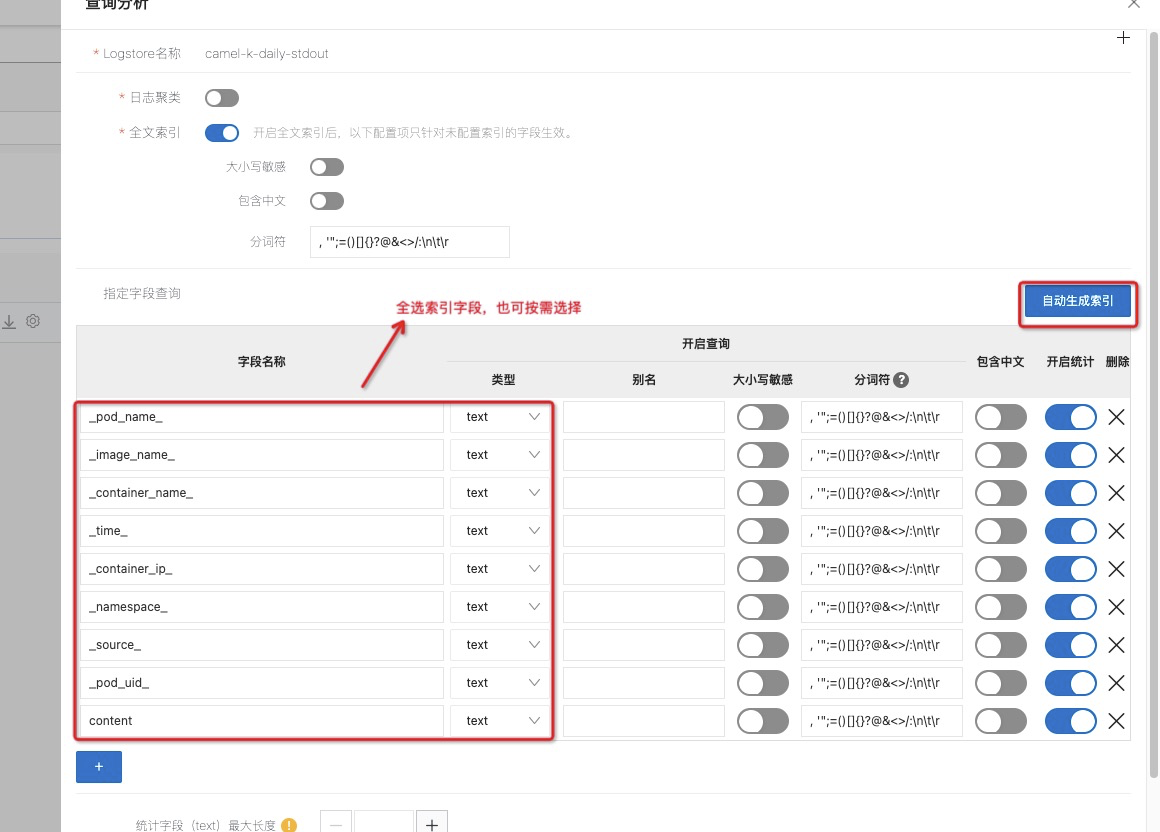 查询分析
* Logstore名称 camel-k-daily-stdout
* 日志聚类
* 全文索引 开启全文索引后，以下配置项只针对未配置索引的字段生效。
大小写敏感
包含中文
分词符 , '";=()[]{}?@&<>/:\n\t\r
指定字段查询
自动生成索引
全选索引字段，也可按需选择
字段名称 开启查询 包含中文 开启统计 删除
类型 别名 大小写敏感 分词符 ?
_pod_name_ text , '";=()[]{}?@&<>/:\n\t\r
_image_name_ text , '";=()[]{}?@&<>/:\n\t\r
_container_name_ text , '";=()[]{}?@&<>/:\n\t\r
_time_ text , '";=()[]{}?@&<>/:\n\t\r
_container_ip_ text , '";=()[]{}?@&<>/:\n\t\r
_namespace_ text , '";=()[]{}?@&<>/:\n\t\r
_source_ text , '";=()[]{}?@&<>/:\n\t\r
_pod_uid_ text , '";=()[]{}?@&<>/:\n\t\r
content text , '";=()[]{}?@&<>/:\n\t\r
+
统计字段（text）最大长度 ! — +